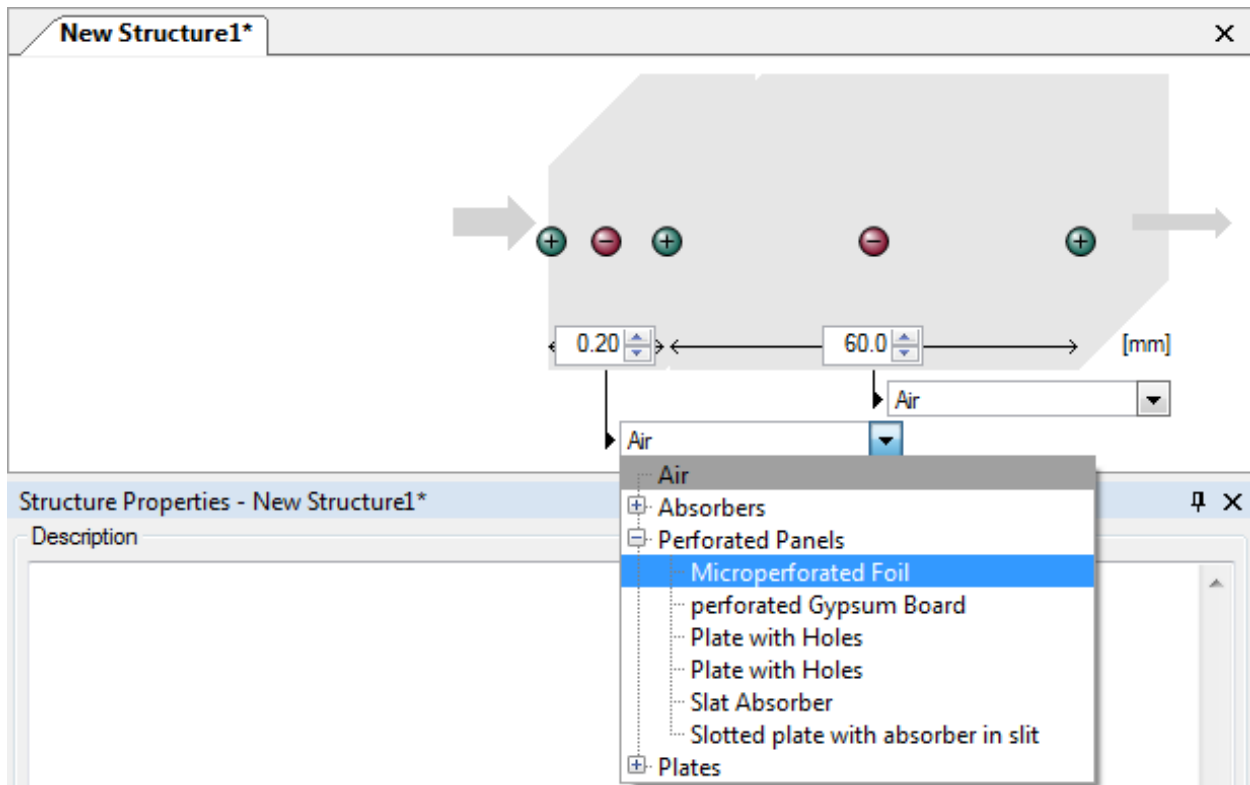 New Structure1*
0.20
60.0
[mm]
Air
Air
Air
Structure Properties - New Structure1*
Absorbers
Description
Perforated Panels
Microperforated Foil
perforated Gypsum Board
Plate with Holes
Plate with Holes
Slat Absorber
Slotted plate with absorber in slit
Plates